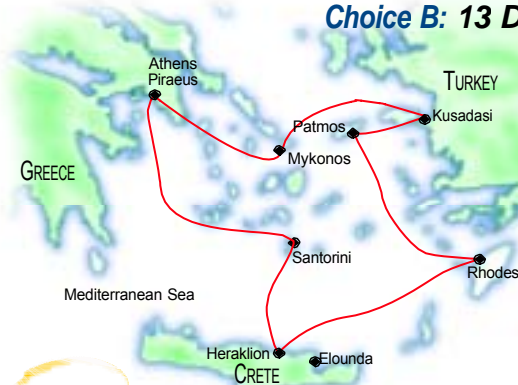 Choice B: 13 D
Athens
Piraeus
TURKEY
Kusadasi
Patmos
Mykonos
GREECE
Santorini
Rhodes
Mediterranean Sea
Heraklion
Elounda
CRETE